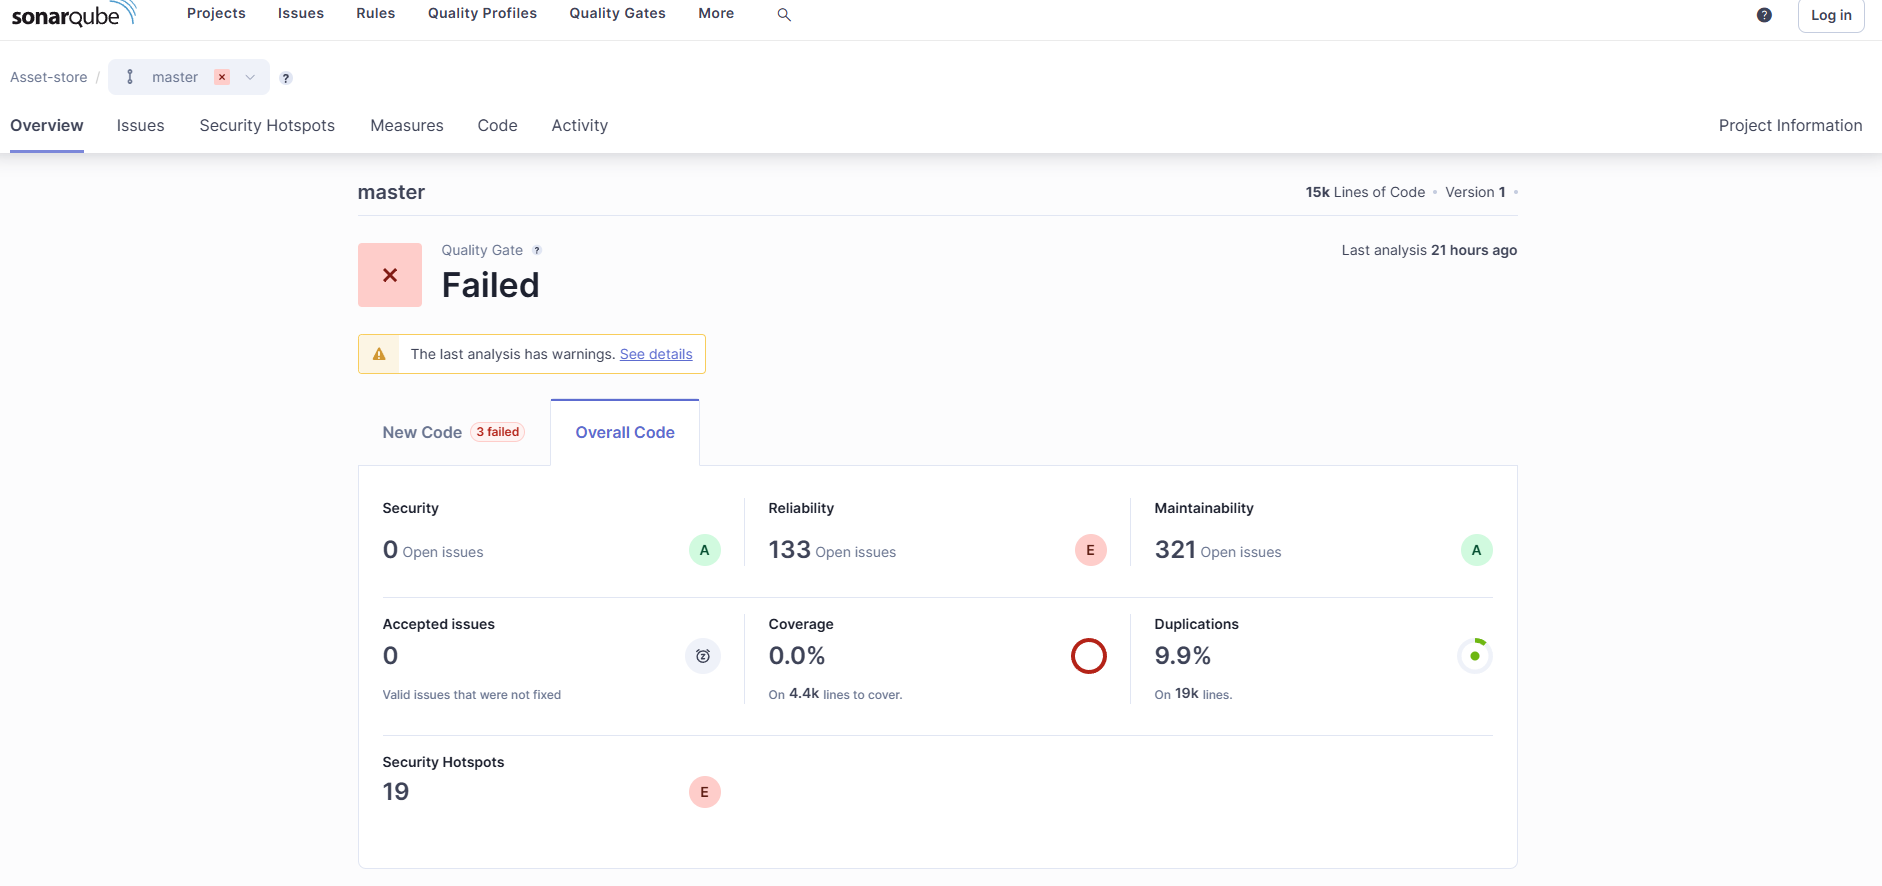 sonarqube Projects Issues Rules Quality Profiles Quality Gates More ? Log in
Asset-store / master ?
Overview Issues Security Hotspots Measures Code Activity Project Information
master 15k Lines of Code • Version 1 •
Quality Gate ? Last analysis 21 hours ago
Failed
The last analysis has warnings. See details
New Code 3 failed Overall Code
Security Reliability Maintainability
0 Open issues A 133 Open issues E 321 Open issues A
Accepted issues Coverage Duplications
0 0.0% 9.9%
Valid issues that were not fixed On 4.4k lines to cover. On 19k lines.
Security Hotspots
19 E